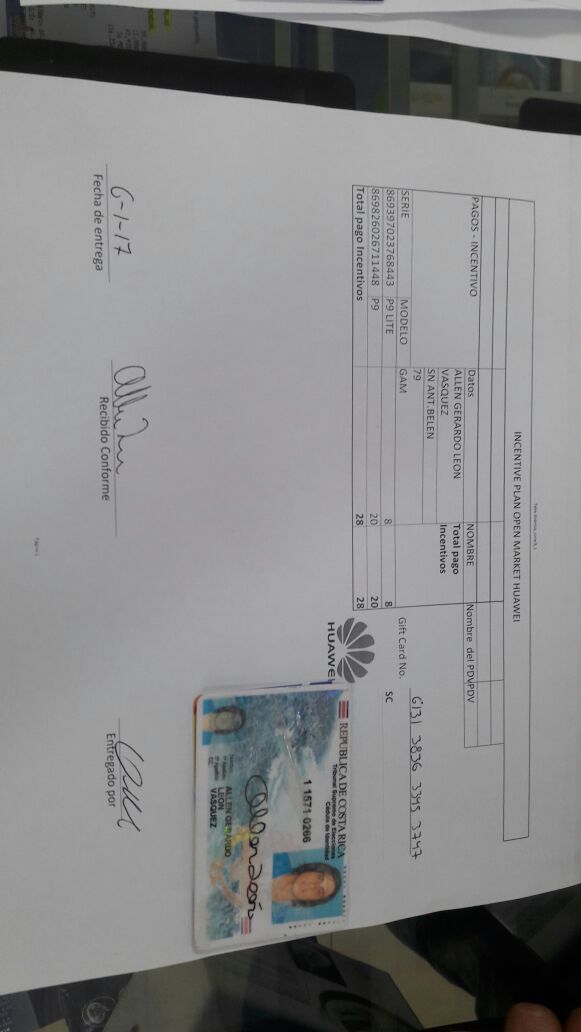 INCENTIVE PLAN OPEN MARKET HUAWEI
PAGOS - INCENTIVO Datos NOMBRE Nombre del PDV PDV
ALLEN GERARDO LEON VASQUEZ Total pago Incentivos
SN ANT.BELEN
79
SERIE MODELO GAM Gift Card No. 6131 3836 3395 3747
869397023768443 P9 LITE 8 8 SC
869826026711448 P9 20 20
Total pago Incentivos 28 28
HUAWEI
REPUBLICA DE COSTA RICA
Tribunal Supremo de Elecciones
Cédula de Identidad
1 1571 0266
Allen León
ALLEN GERARDO
LEON
VASQUEZ
6-1-17
Fecha de entrega
Recibido Conforme
Entregado por